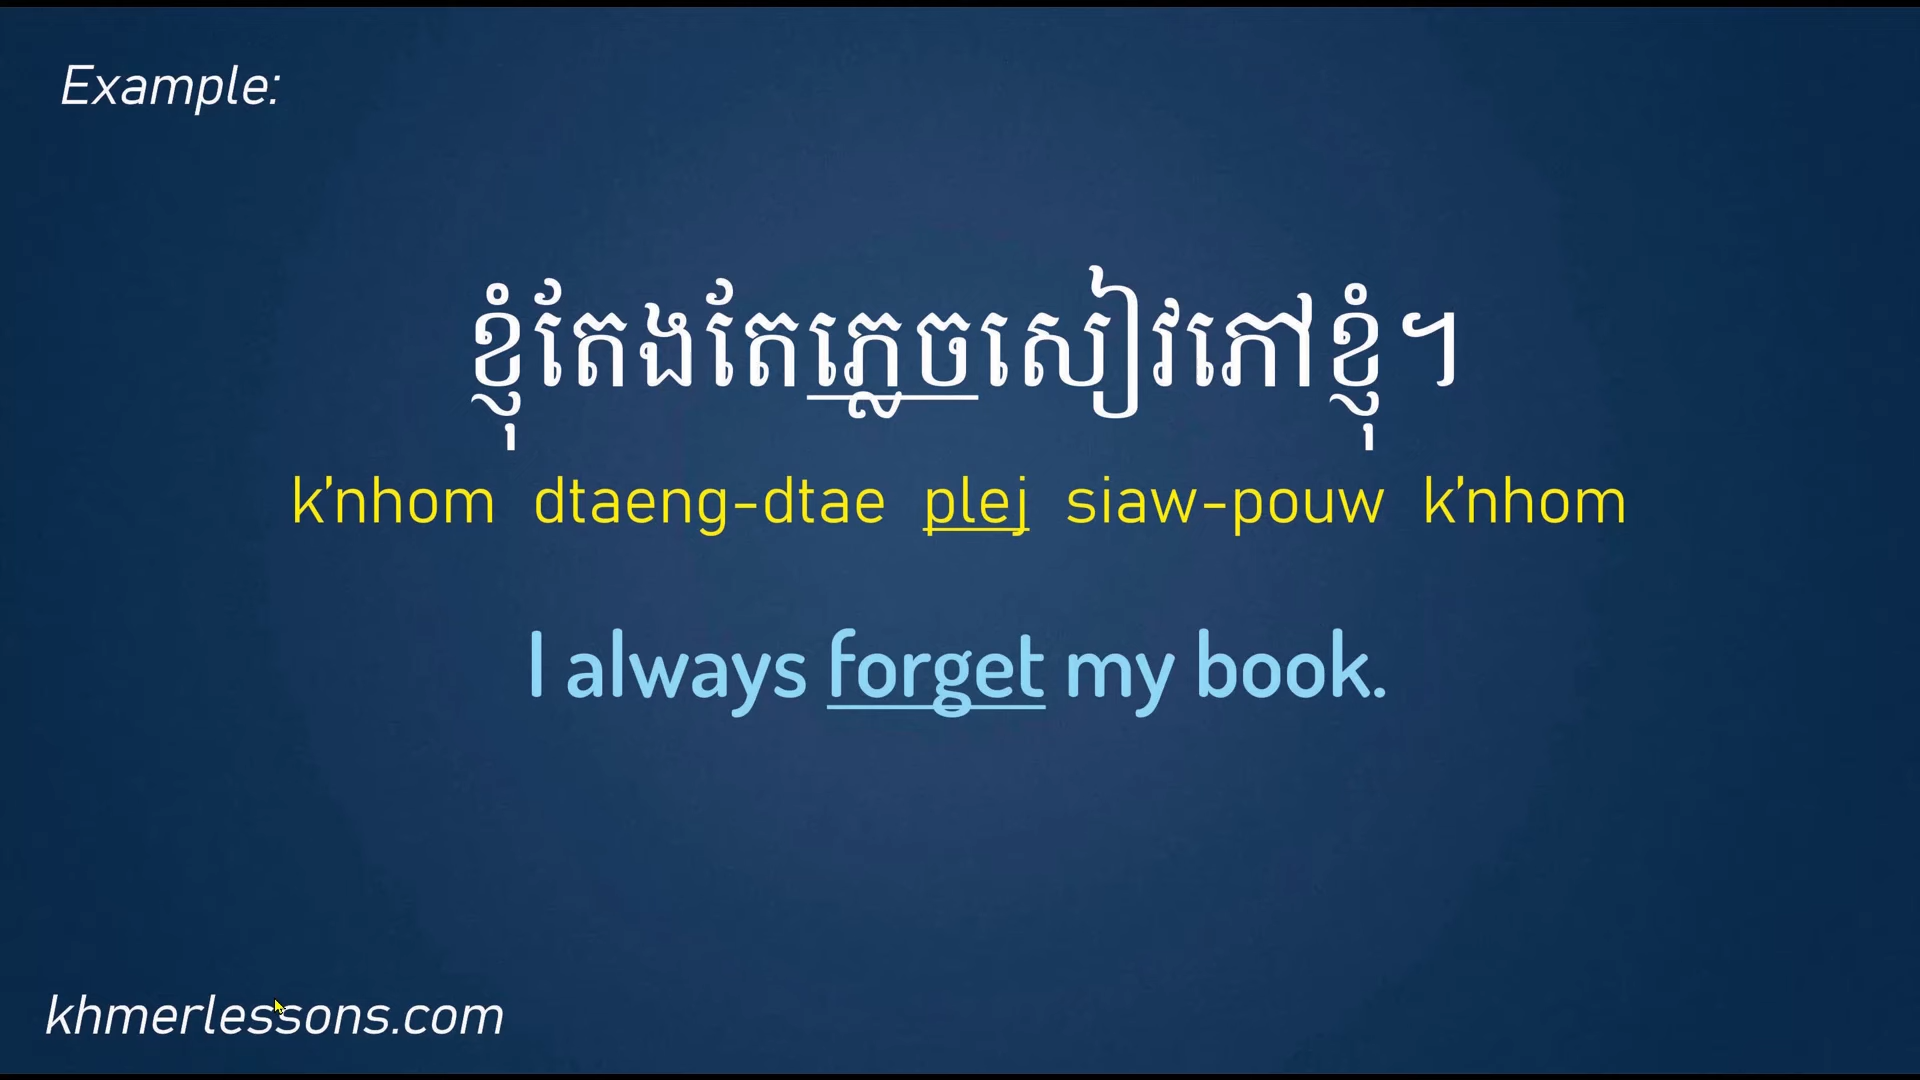 Example:
ខ្ញុំតែងតែភ្លេចសៀវភៅខ្ញុំ។
k’nhom dtaeng-dtae plej siaw-pouw k’nhom
I always forget my book.
khmerlessons.com